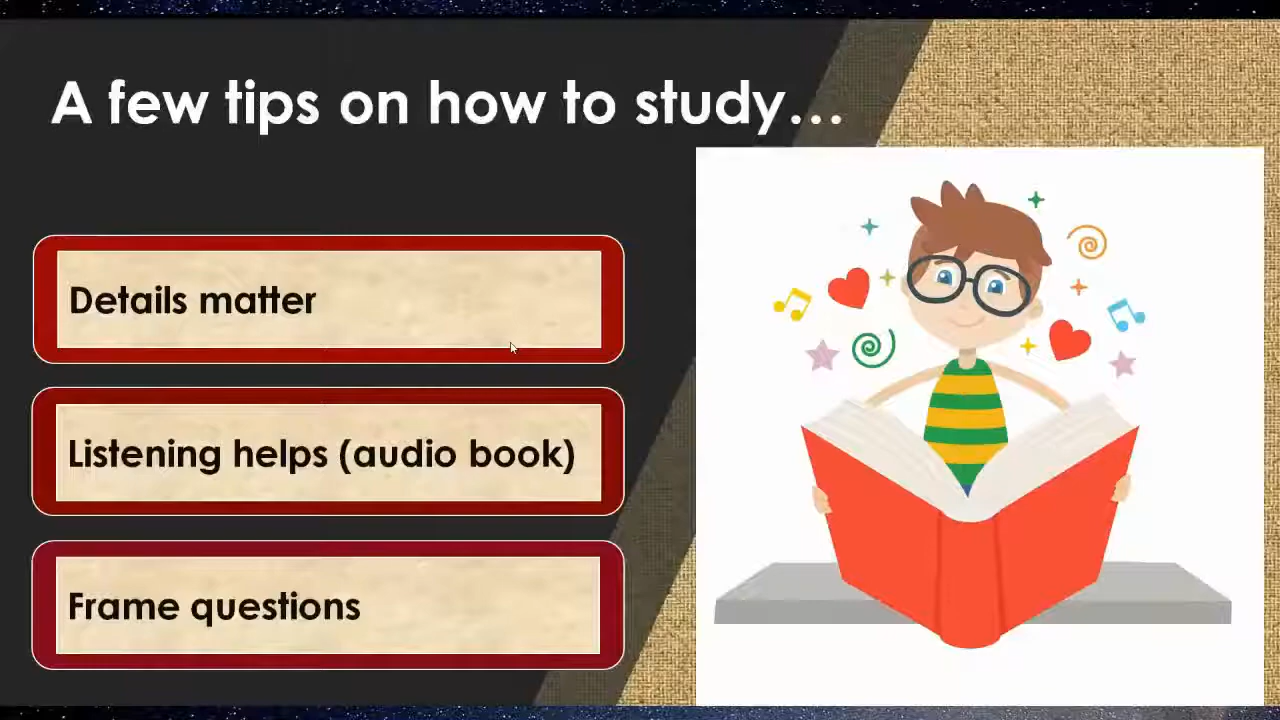 A few tips on how to study...
Details matter
Listening helps (audio book)
Frame questions